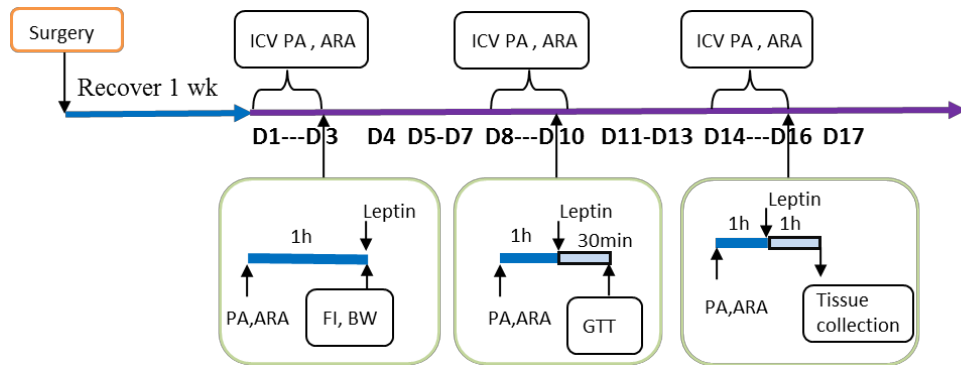 Surgery
ICV PA , ARA
ICV PA , ARA
ICV PA , ARA
Recover 1 wk
D1---D3 D4 D5-D7 D8---D10 D11-D13 D14---D16 D17
Leptin
1h
PA,ARA
FI, BW
Leptin
1h
30min
PA,ARA
GTT
Leptin
1h
1h
PA,ARA
Tissue
collection